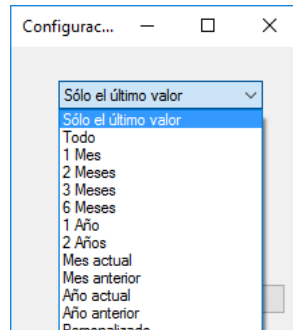 Configurac...
Sólo el último valor
Sólo el último valor
Todo
1 Mes
2 Meses
3 Meses
6 Meses
1 Año
2 Años
Mes actual
Mes anterior
Año actual
Año anterior
Personalizado